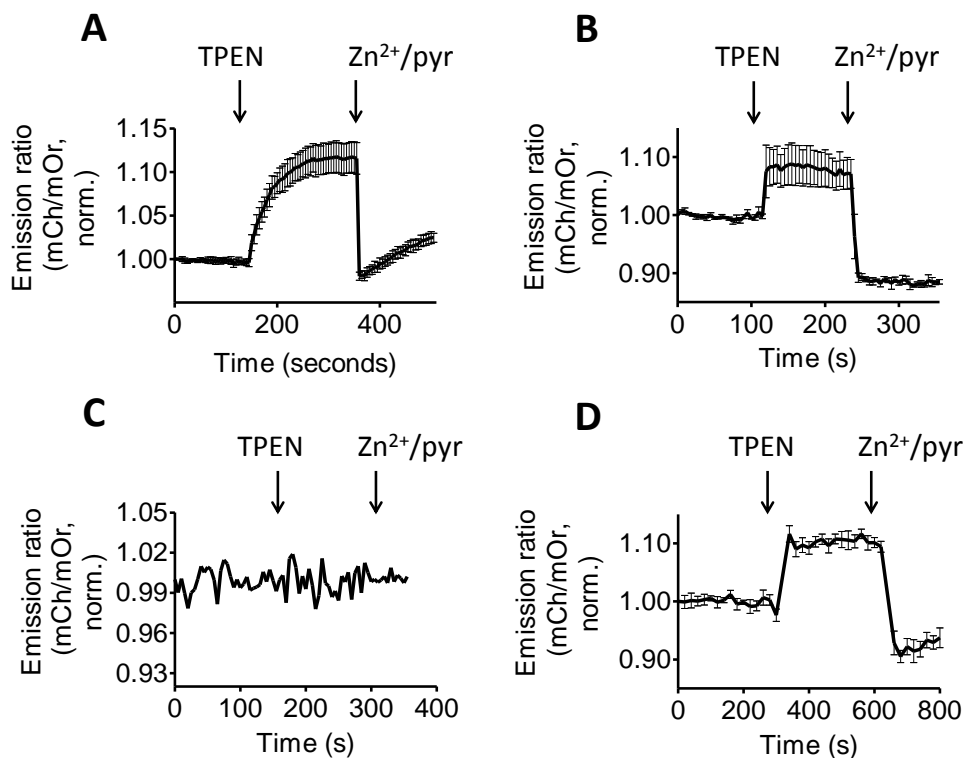 A
TPEN
Zn²⁺/pyr
Emission ratio
(mCh/mOr,
norm.)
1.15
1.10
1.05
1.00
0 200 400
Time (seconds)
B
TPEN
Zn²⁺/pyr
Emission ratio
(mCh/mOr,
norm.)
1.10
1.00
0.90
0 100 200 300
Time (s)
C
TPEN
Zn²⁺/pyr
Emission ratio
(mCh/mOr,
norm.)
1.05
1.02
0.99
0.96
0.93
0 100 200 300 400
Time (s)
D
TPEN
Zn²⁺/pyr
Emission ratio
(mCh/mOr,
norm.)
1.10
1.00
0.90
0 200 400 600 800
Time (s)